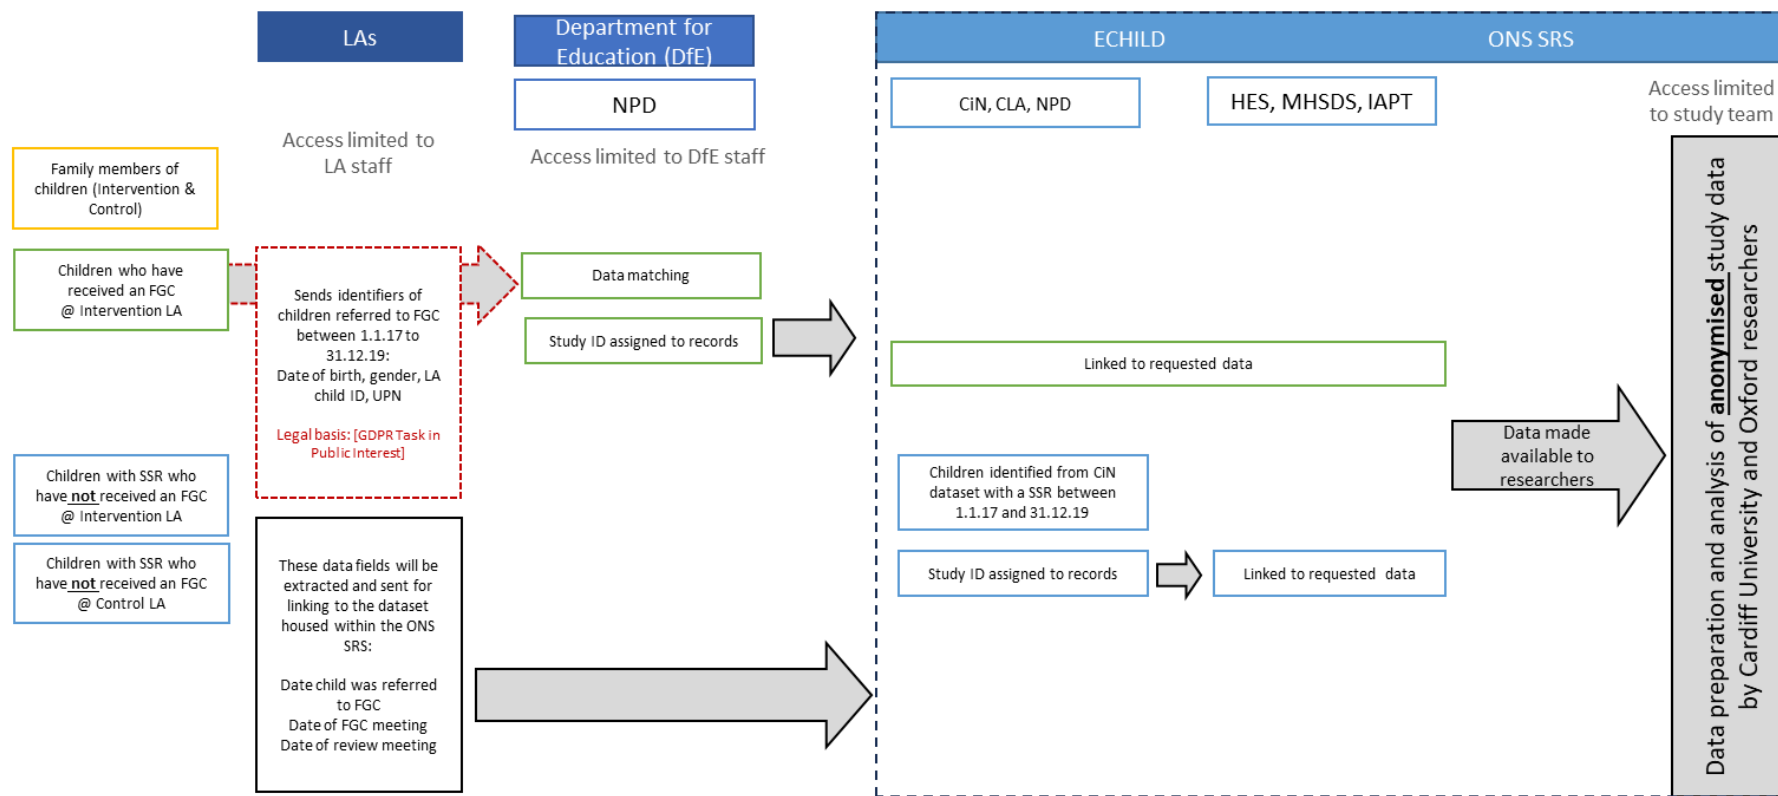 LAs
Department for
Education (DfE)
ECHILD
ONS SRS
NPD
CiN, CLA, NPD
HES, MHSDS, IAPT
Access limited
to study team
Access limited to
LA staff
Access limited to DfE staff
Family members of
children (Intervention &
Control)
Children who have
received an FGC
@ Intervention LA
Sends identifiers of
children referred to FGC
between 1.1.17 to
31.12.19:
Date of birth, gender, LA
child ID, UPN
Legal basis: [GDPR Task in
Public Interest]
Data matching
Study ID assigned to records
Linked to requested data
Children with SSR who
have not received an FGC
@ Intervention LA
Children with SSR who
have not received an FGC
@ Control LA
These data fields will be
extracted and sent for
linking to the dataset
housed within the ONS
SRS:
Date child was referred
to FGC
Date of FGC meeting
Date of review meeting
Children identified from CiN
dataset with a SSR between
1.1.17 and 31.12.19
Study ID assigned to records
Linked to requested data
Data made
available to
researchers
Data preparation and analysis of anonymised study data
by Cardiff University and Oxford researchers